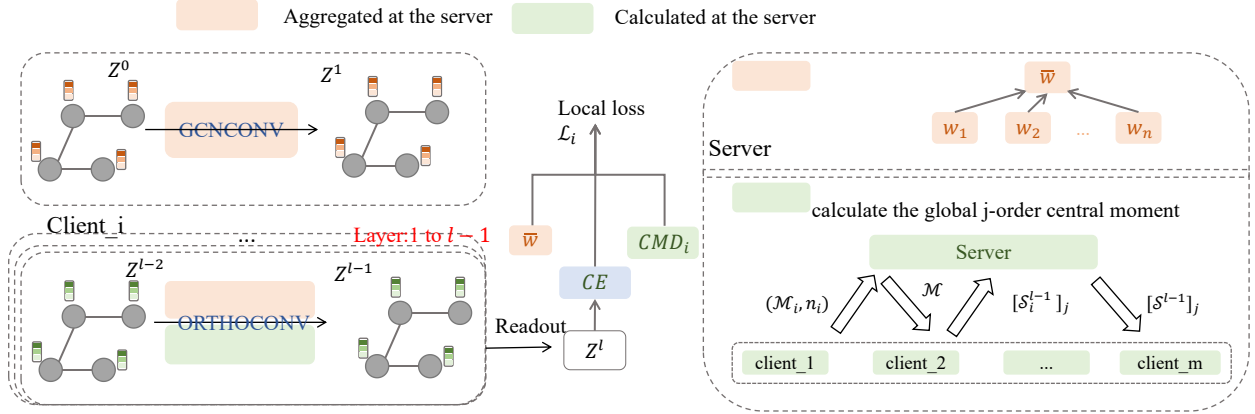 Aggregated at the server
Calculated at the server
Z^0
Z^1
GCNCONV
Client_i
...
Layer:1 to l − 1
Z^{l−2}
Z^{l−1}
ORTHOCONV
Readout
Local loss
ℒ_i
w̅
CMD_i
CE
Z^l
w̅
w_1
w_2
...
w_n
Server
calculate the global j-order central moment
Server
(ℳ_i, n_i)
ℳ
[𝒮_i^{l−1}]_j
[𝒮^{l−1}]_j
client_1
client_2
...
client_m